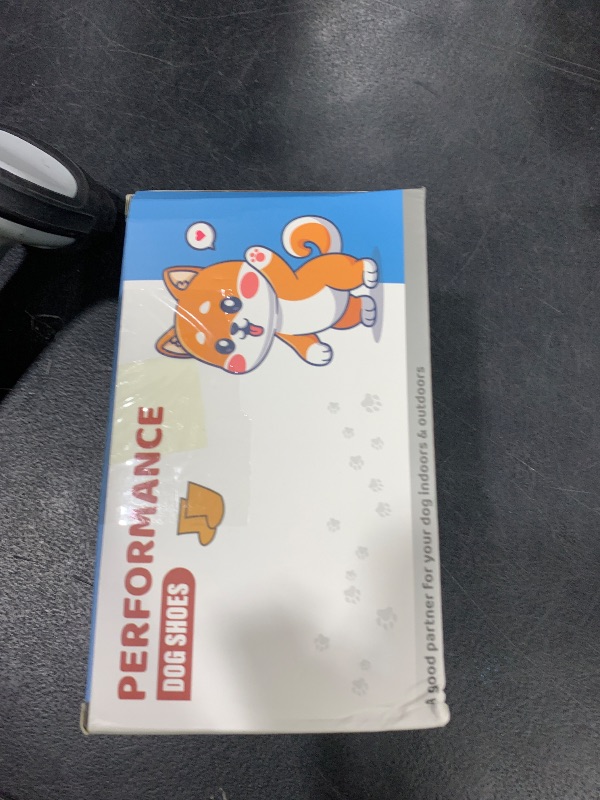 PERFORMANCE
DOG SHOES
A good partner for your dog indoors & outdoors